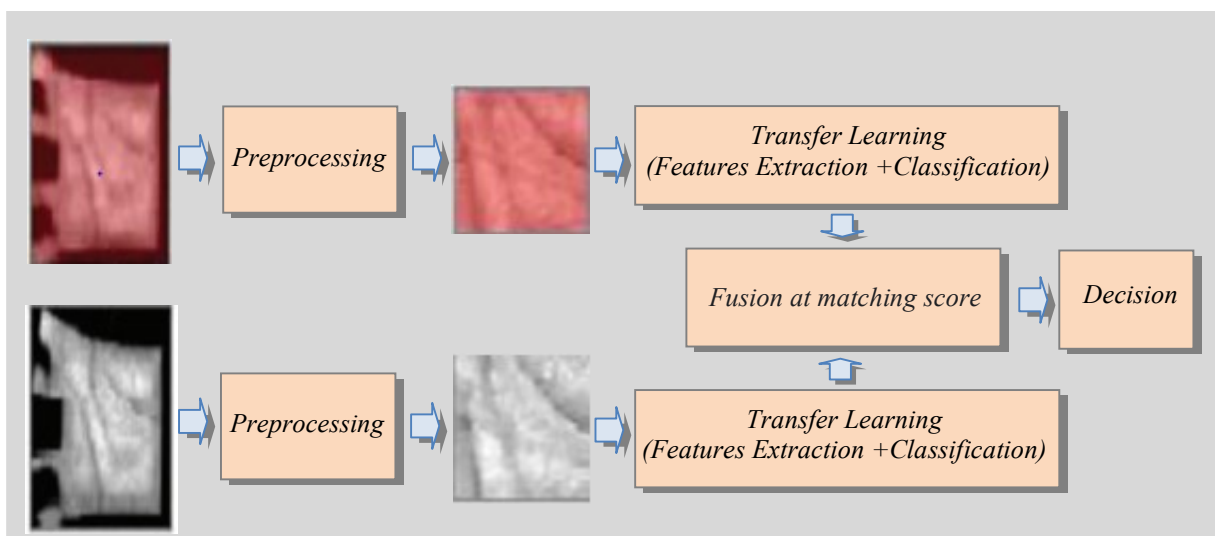 Preprocessing
Transfer Learning
(Features Extraction +Classification)
Fusion at matching score
Decision
Preprocessing
Transfer Learning
(Features Extraction +Classification)